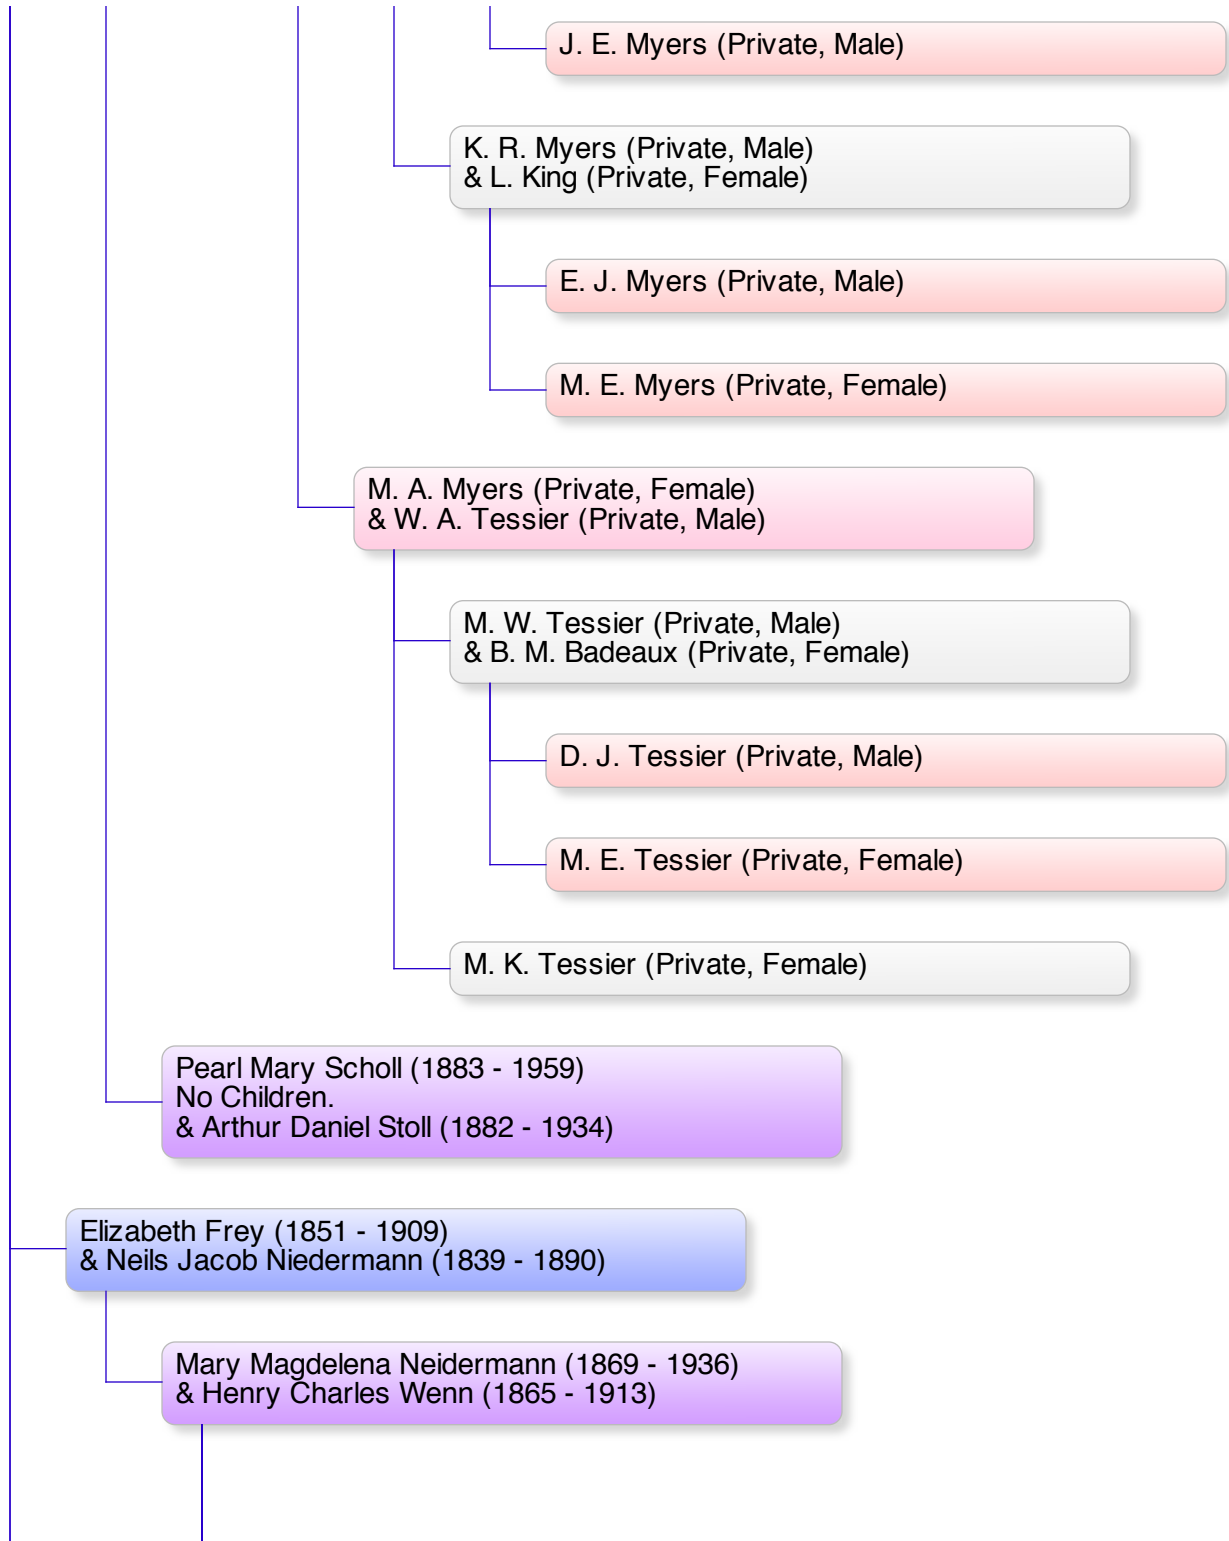 J. E. Myers (Private, Male)
K. R. Myers (Private, Male)
& L. King (Private, Female)
E. J. Myers (Private, Male)
M. E. Myers (Private, Female)
M. A. Myers (Private, Female)
& W. A. Tessier (Private, Male)
M. W. Tessier (Private, Male)
& B. M. Badeaux (Private, Female)
D. J. Tessier (Private, Male)
M. E. Tessier (Private, Female)
M. K. Tessier (Private, Female)
Pearl Mary Scholl (1883 - 1959)
No Children.
& Arthur Daniel Stoll (1882 - 1934)
Elizabeth Frey (1851 - 1909)
& Neils Jacob Niedermann (1839 - 1890)
Mary Magdelena Neidermann (1869 - 1936)
& Henry Charles Wenn (1865 - 1913)